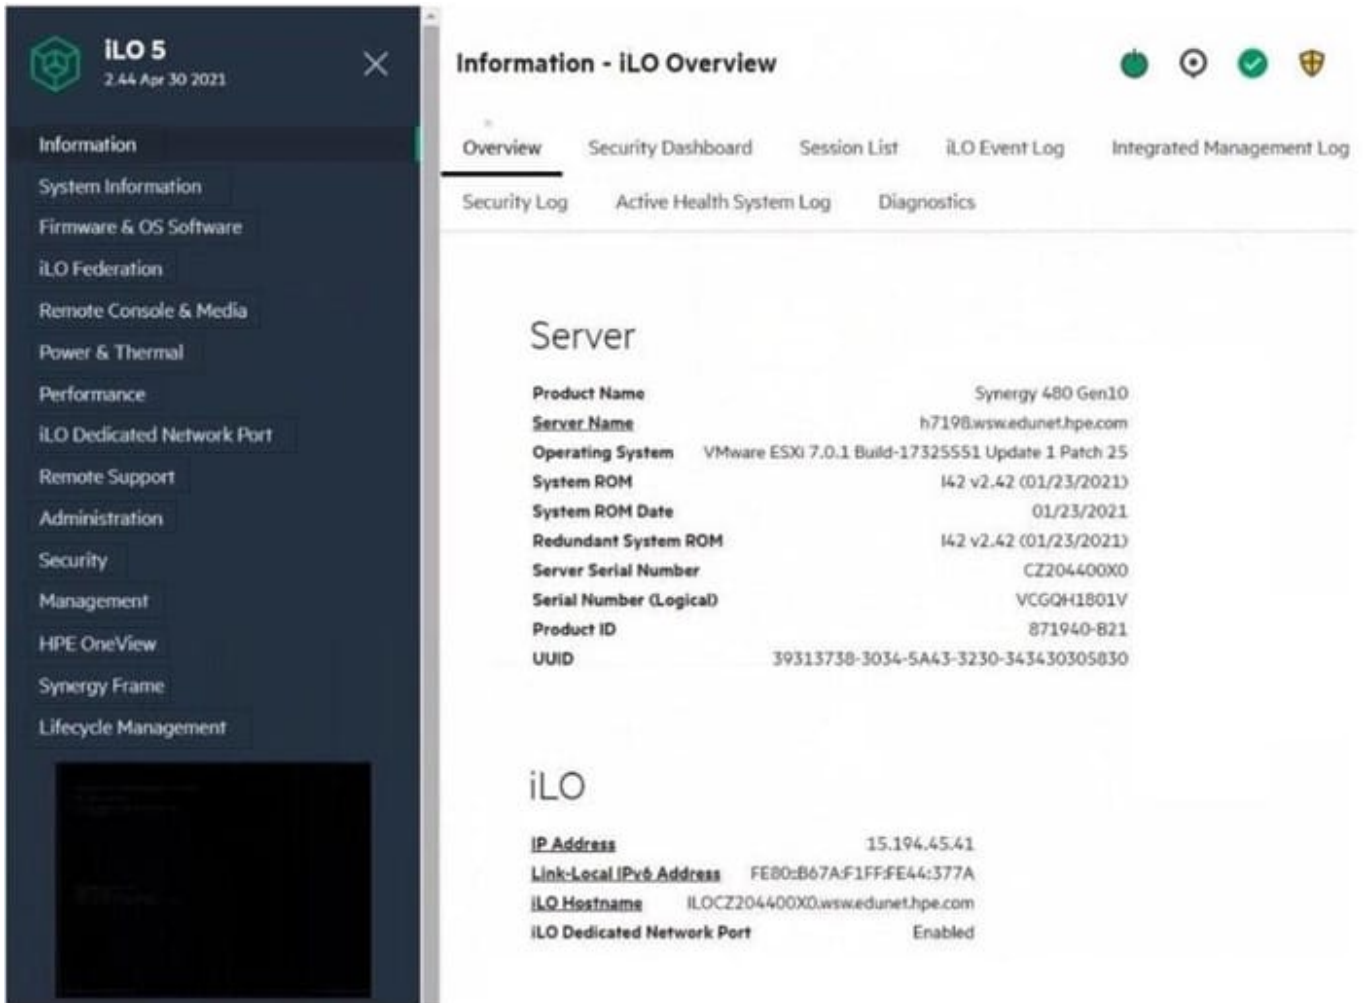 iLO 5
2.44 Apr 30 2021
Information
System Information
Firmware & OS Software
iLO Federation
Remote Console & Media
Power & Thermal
Performance
iLO Dedicated Network Port
Remote Support
Administration
Security
Management
HPE OneView
Synergy Frame
Lifecycle Management
Information - iLO Overview
Overview Security Dashboard Session List iLO Event Log Integrated Management Log
Security Log Active Health System Log Diagnostics
Server
Product Name Synergy 480 Gen10
Server Name h7198.wsw.edunet.hpe.com
Operating System VMware ESXi 7.0.1 Build-17325551 Update 1 Patch 25
System ROM I42 v2.42 (01/23/2021)
System ROM Date 01/23/2021
Redundant System ROM I42 v2.42 (01/23/2021)
Server Serial Number CZ204400X0
Serial Number (Logical) VCGQH1801V
Product ID 871940-B21
UUID 39313738-3034-5A43-3230-343430305830
iLO
IP Address 15.194.45.41
Link-Local IPv6 Address FE80::B67A:F1FF:FE44:377A
iLO Hostname ILOCZ204400X0.wsw.edunet.hpe.com
iLO Dedicated Network Port Enabled